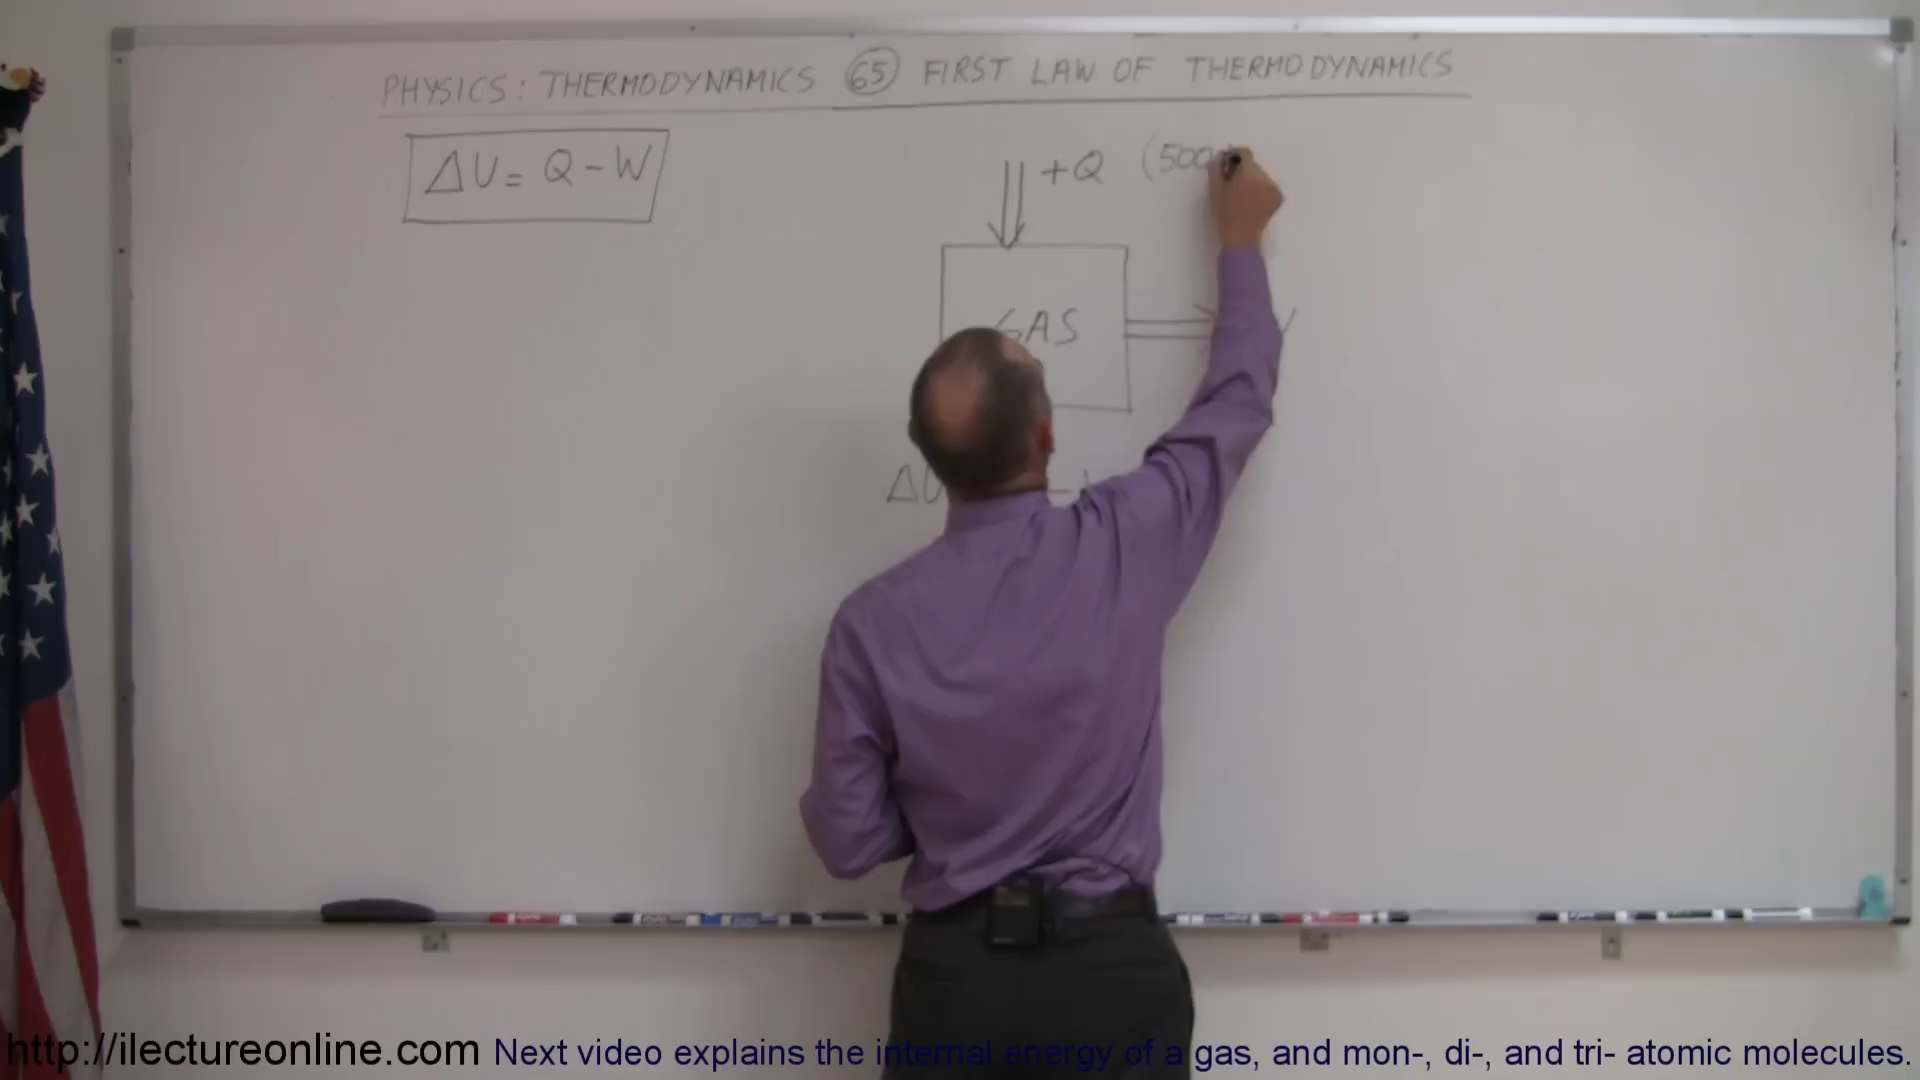 PHYSICS: THERMODYNAMICS 65 FIRST LAW OF THERMODYNAMICS
ΔU = Q - W
+Q (500
GAS
ΔU -
http://ilectureonline.com Next video explains the internal energy of a gas, and mon-, di-, and tri- atomic molecules.